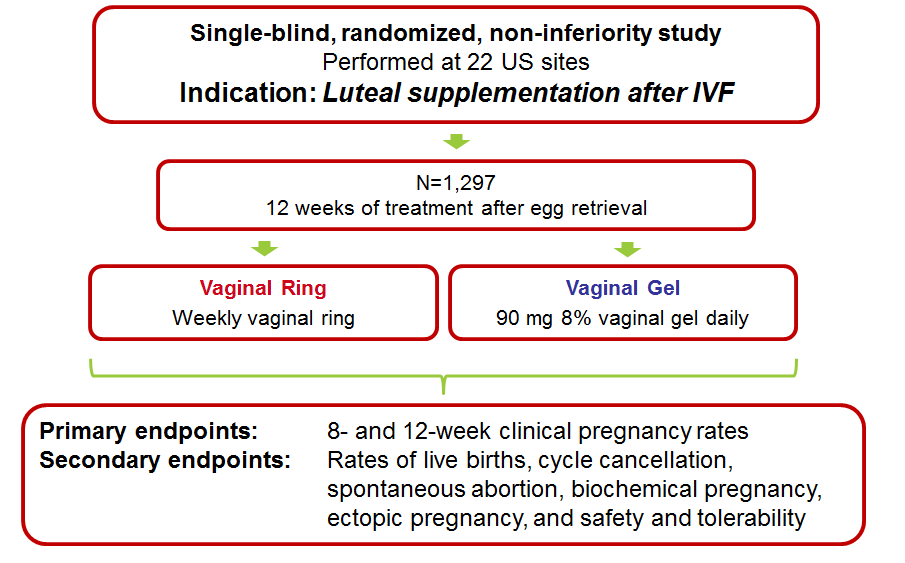 Single-blind, randomized, non-inferiority study
Performed at 22 US sites
Indication: Luteal supplementation after IVF
N=1,297
12 weeks of treatment after egg retrieval
Vaginal Ring
Weekly vaginal ring
Vaginal Gel
90 mg 8% vaginal gel daily
Primary endpoints: 8- and 12-week clinical pregnancy rates
Secondary endpoints: Rates of live births, cycle cancellation,
spontaneous abortion, biochemical pregnancy,
ectopic pregnancy, and safety and tolerability